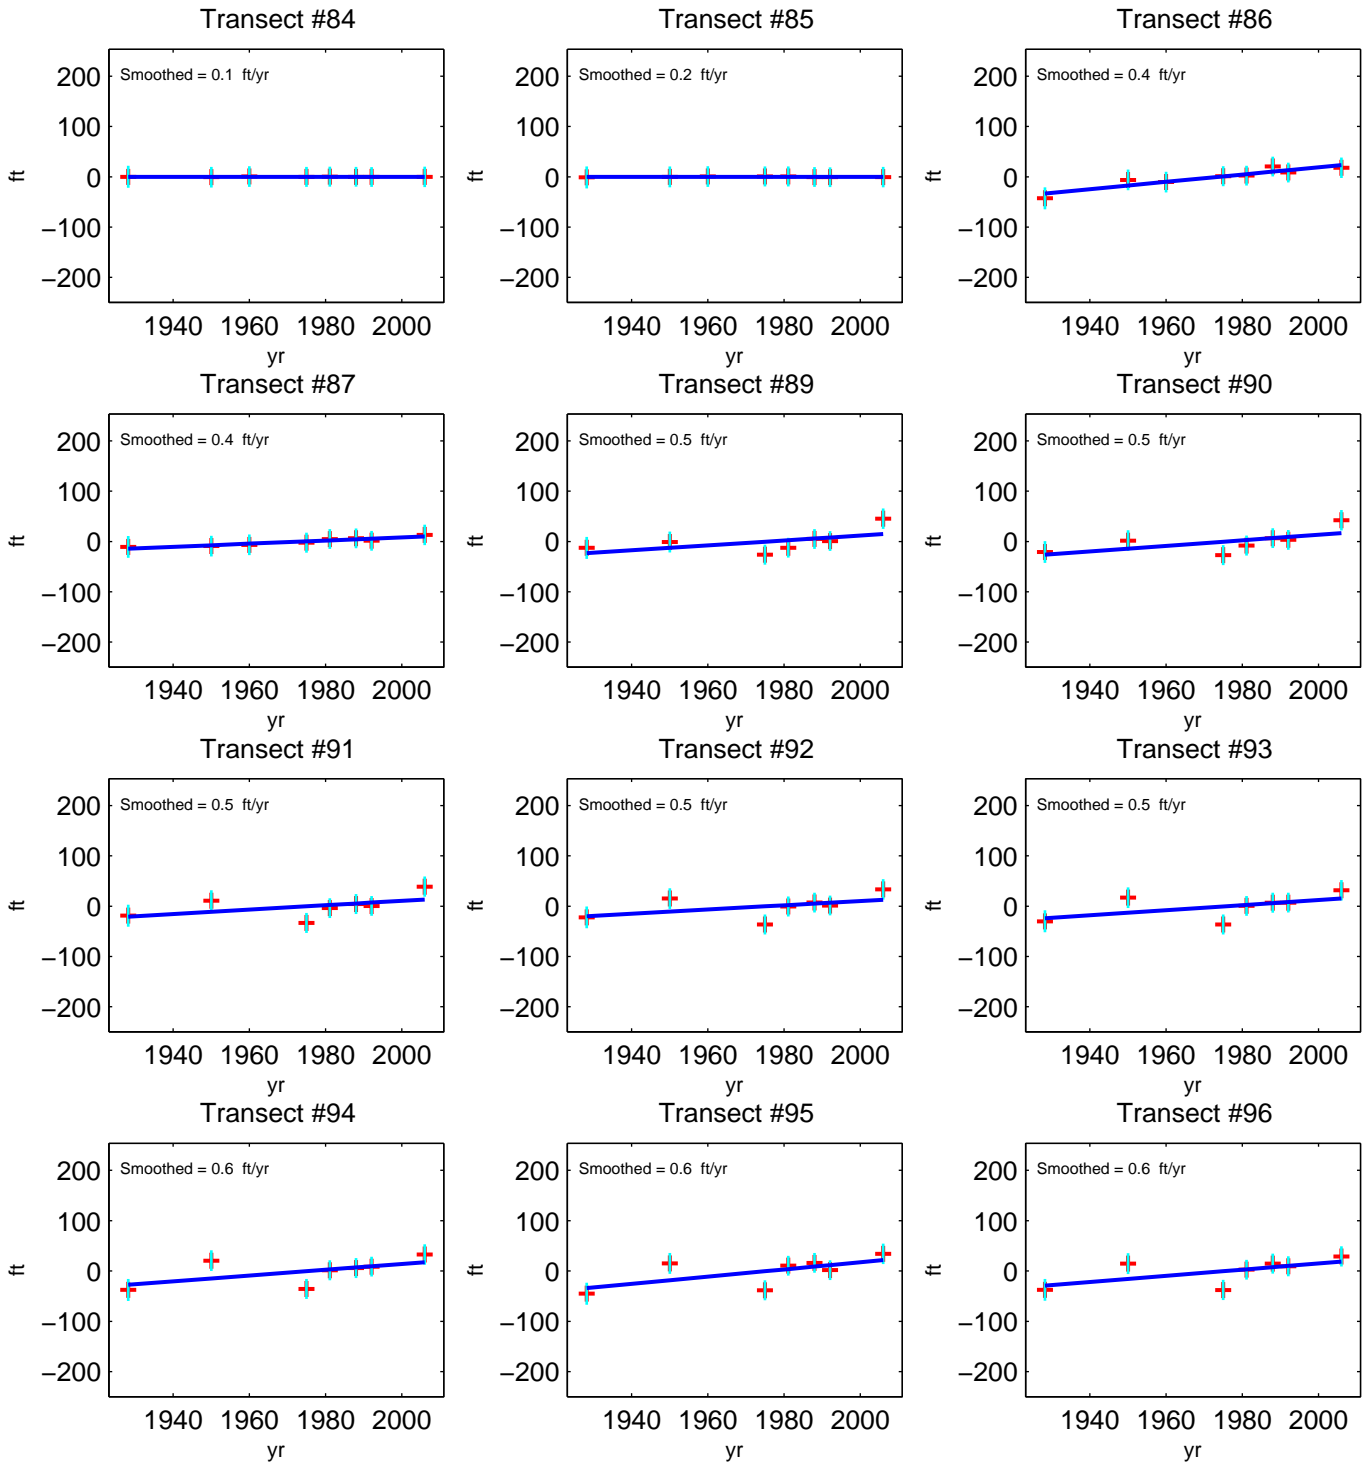 Transect #84
Transect #85
Transect #86
Smoothed = 0.1 ft/yr
Smoothed = 0.2 ft/yr
Smoothed = 0.4 ft/yr
200
100
0
−100
−200
ft
1940 1960 1980 2000
yr
200
100
0
−100
−200
ft
1940 1960 1980 2000
yr
200
100
0
−100
−200
ft
1940 1960 1980 2000
yr
Transect #87
Transect #89
Transect #90
Smoothed = 0.4 ft/yr
Smoothed = 0.5 ft/yr
Smoothed = 0.5 ft/yr
200
100
0
−100
−200
ft
1940 1960 1980 2000
yr
200
100
0
−100
−200
ft
1940 1960 1980 2000
yr
200
100
0
−100
−200
ft
1940 1960 1980 2000
yr
Transect #91
Transect #92
Transect #93
Smoothed = 0.5 ft/yr
Smoothed = 0.5 ft/yr
Smoothed = 0.5 ft/yr
200
100
0
−100
−200
ft
1940 1960 1980 2000
yr
200
100
0
−100
−200
ft
1940 1960 1980 2000
yr
200
100
0
−100
−200
ft
1940 1960 1980 2000
yr
Transect #94
Transect #95
Transect #96
Smoothed = 0.6 ft/yr
Smoothed = 0.6 ft/yr
Smoothed = 0.6 ft/yr
200
100
0
−100
−200
ft
1940 1960 1980 2000
yr
200
100
0
−100
−200
ft
1940 1960 1980 2000
yr
200
100
0
−100
−200
ft
1940 1960 1980 2000
yr